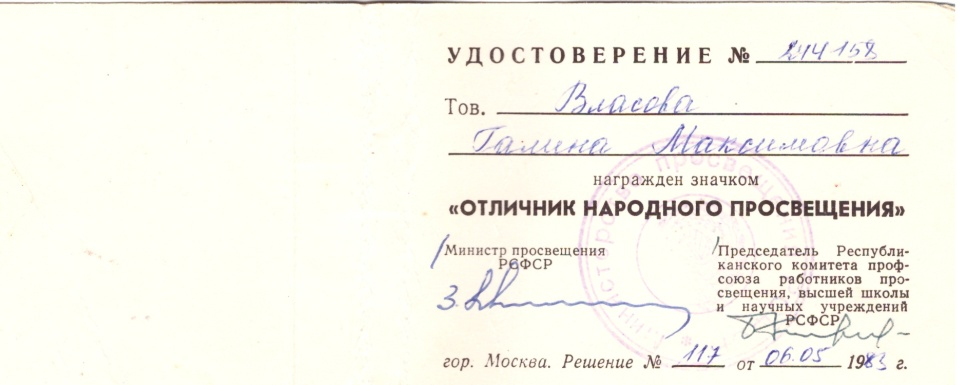 УДОСТОВЕРЕНИЕ № 244158
Тов. Власова
Галина Максимовна
награжден значком
«ОТЛИЧНИК НАРОДНОГО ПРОСВЕЩЕНИЯ»
Министр просвещения
РСФСР
Председатель Республи-
канского комитета проф-
союза работников про-
свещения, высшей школы
и научных учреждений
РСФСР
гор. Москва. Решение № 117 от 06.05 1983 г.